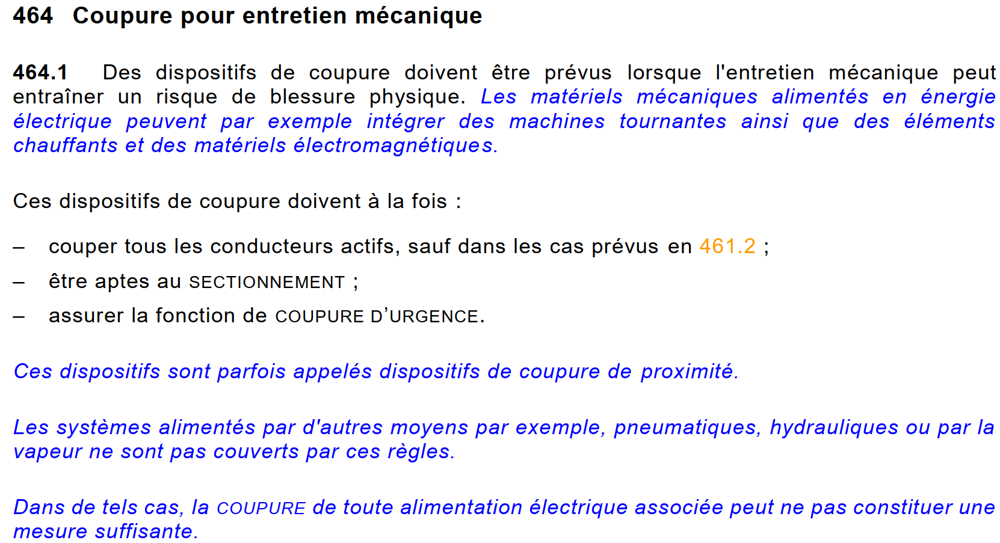 464 Coupure pour entretien mécanique
464.1 Des dispositifs de coupure doivent être prévus lorsque l'entretien mécanique peut
entraîner un risque de blessure physique. Les matériels mécaniques alimentés en énergie
électrique peuvent par exemple intégrer des machines tournantes ainsi que des éléments
chauffants et des matériels électromagnétiques.
Ces dispositifs de coupure doivent à la fois :
– couper tous les conducteurs actifs, sauf dans les cas prévus en 461.2 ;
– être aptes au SECTIONNEMENT ;
– assurer la fonction de COUPURE D’URGENCE.
Ces dispositifs sont parfois appelés dispositifs de coupure de proximité.
Les systèmes alimentés par d'autres moyens par exemple, pneumatiques, hydrauliques ou par la
vapeur ne sont pas couverts par ces règles.
Dans de tels cas, la COUPURE de toute alimentation électrique associée peut ne pas constituer une
mesure suffisante.